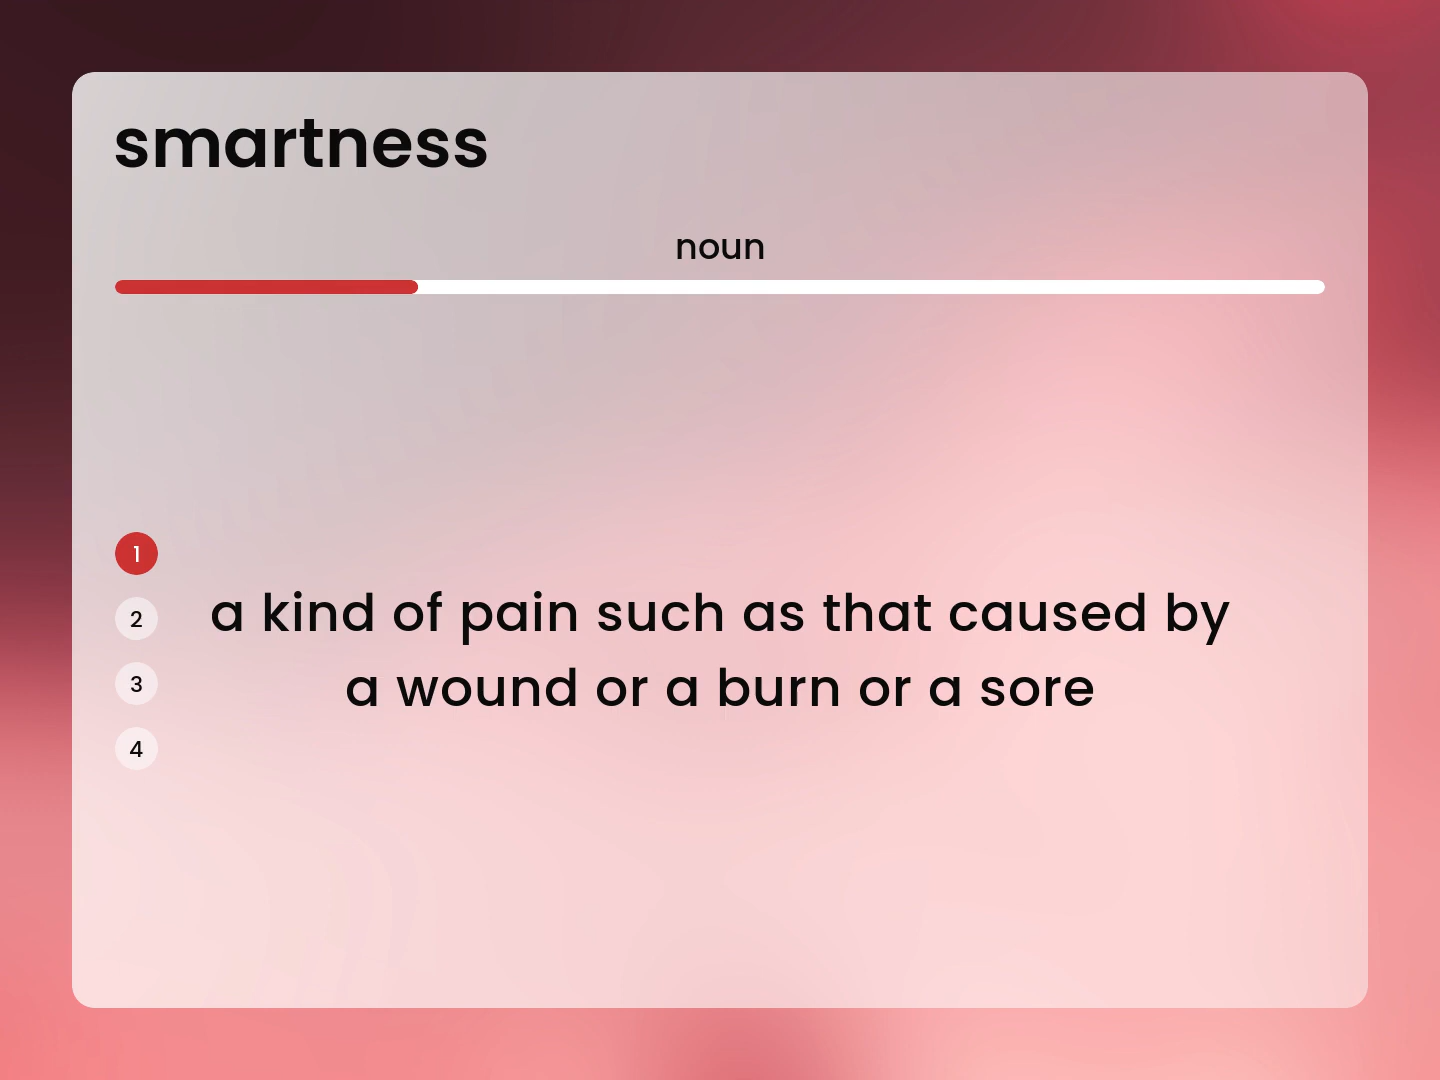 smartness
noun
1
2
3
4
a kind of pain such as that caused by
a wound or a burn or a sore